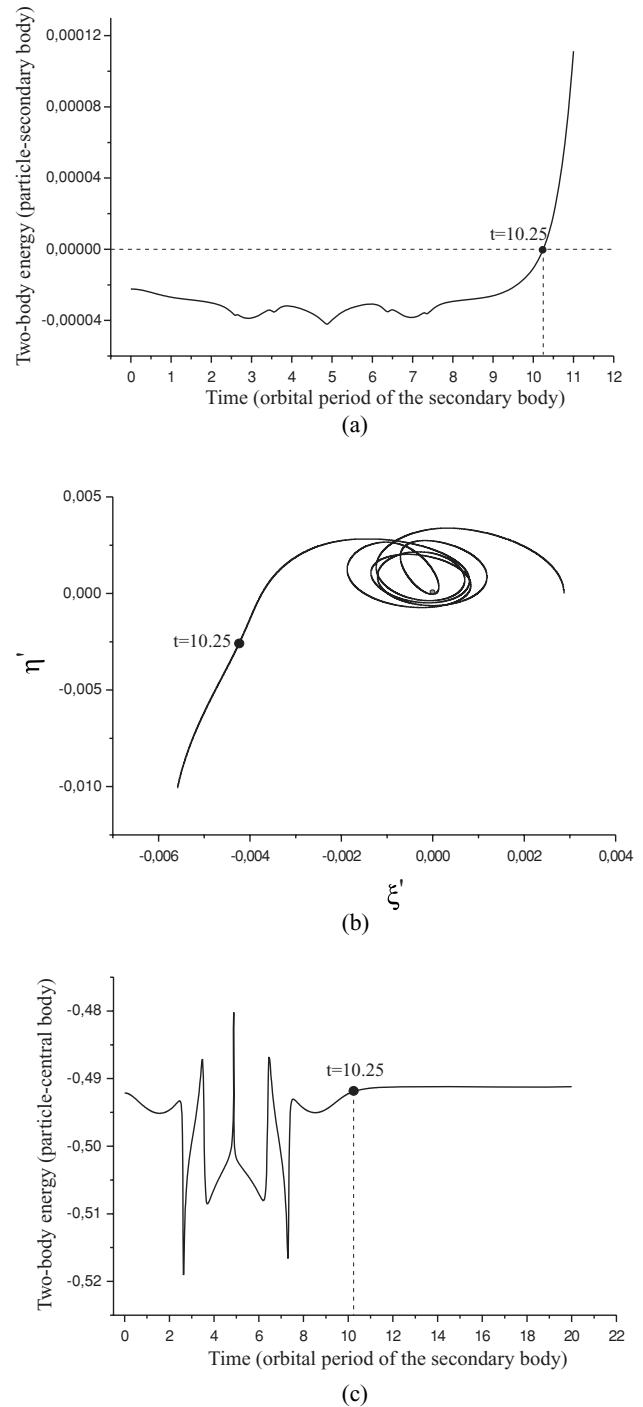 Two-body energy (particle-secondary body)
0,00012
0,00008
0,00004
0,00000
-0,00004
t=10.25
0 1 2 3 4 5 6 7 8 9 10 11 12
Time (orbital period of the secondary body)
(a)
η'
0,005
0,000
-0,005
-0,010
t=10.25
-0,006 -0,004 -0,002 0,000 0,002 0,004
ξ'
(b)
Two-body energy (particle-central body)
-0,48
-0,49
-0,50
-0,51
-0,52
t=10.25
0 2 4 6 8 10 12 14 16 18 20 22
Time (orbital period of the secondary body)
(c)